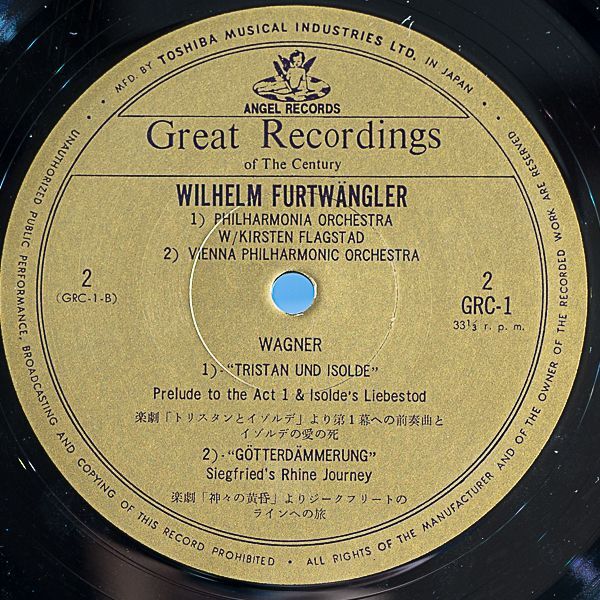 MFD. BY TOSHIBA MUSICAL INDUSTRIES LTD. IN JAPAN
ANGEL RECORDS
Great Recordings
of The Century
WILHELM FURTWÄNGLER
1) PHILHARMONIA ORCHESTRA
W/KIRSTEN FLAGSTAD
2) VIENNA PHILHARMONIC ORCHESTRA
2
(GRC-1-B)
2
GRC-1
33⅓ r. p. m.
WAGNER
1)-"TRISTAN UND ISOLDE"
Prelude to the Act 1 & Isolde's Liebestod
楽劇「トリスタンとイゾルデ」より第1幕への前奏曲と
イゾルデの愛の死
2)-"GÖTTERDÄMMERUNG"
Siegfried's Rhine Journey
楽劇「神々の黄昏」よりジークフリートの
ラインへの旅
UNAUTHORIZED PUBLIC PERFORMANCE, BROADCASTING AND COPYING OF THIS RECORD PROHIBITED • ALL RIGHTS OF THE MANUFACTURER AND OF THE OWNER OF THE RECORDED WORK ARE RESERVED